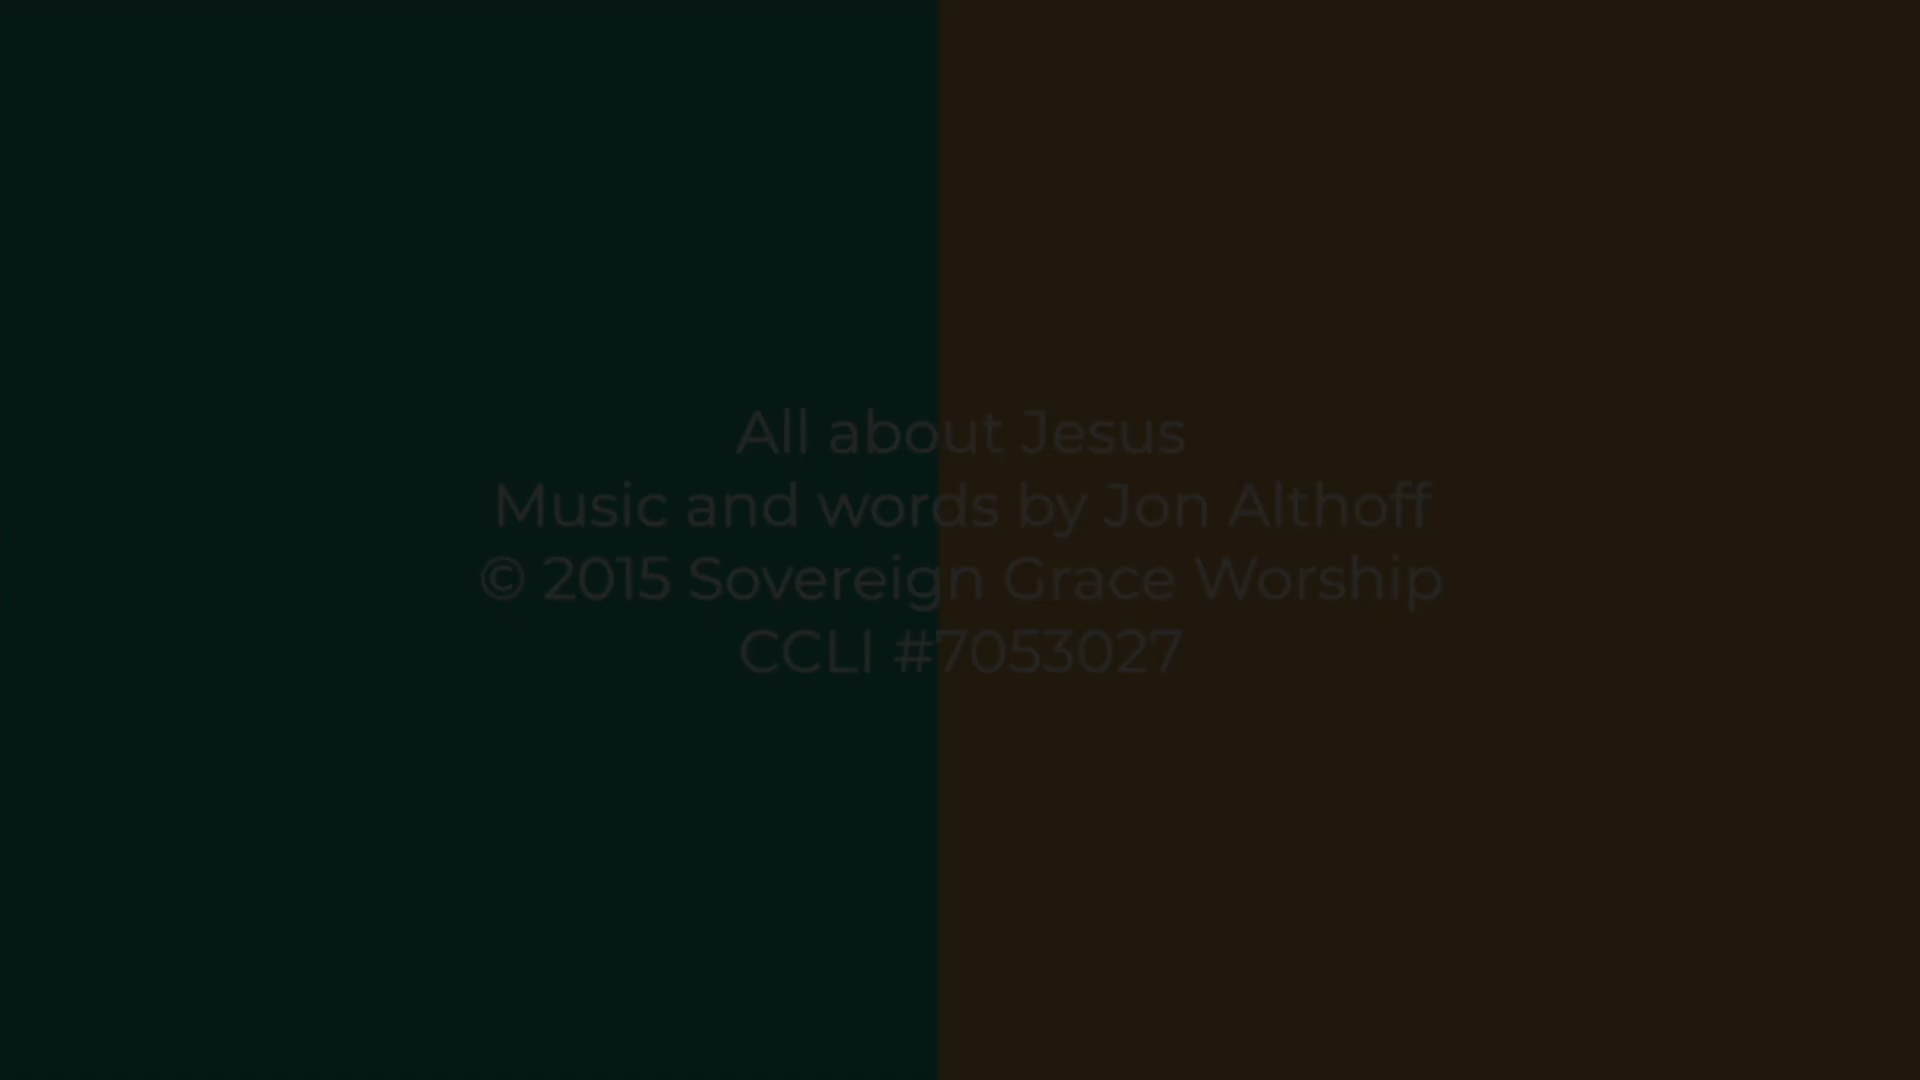 All about Jesus
Music and words by Jon Althoff
© 2015 Sovereign Grace Worship
CCLI #7053027